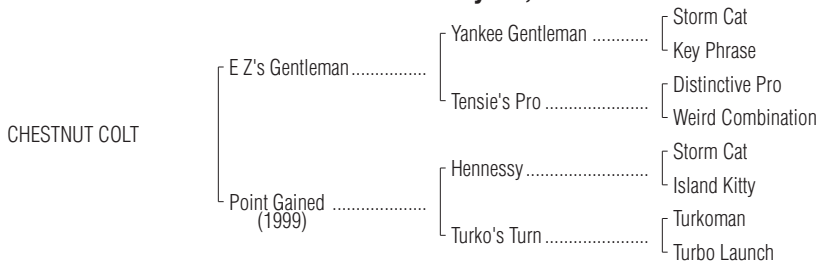 Storm Cat
Yankee Gentleman ............
Key Phrase
E Z's Gentleman................
Distinctive Pro
Tensie's Pro ......................
Weird Combination
CHESTNUT COLT
Storm Cat
Hennessy..........................
Island Kitty
Point Gained ....................
(1999)
Turkoman
Turko's Turn ......................
Turbo Launch